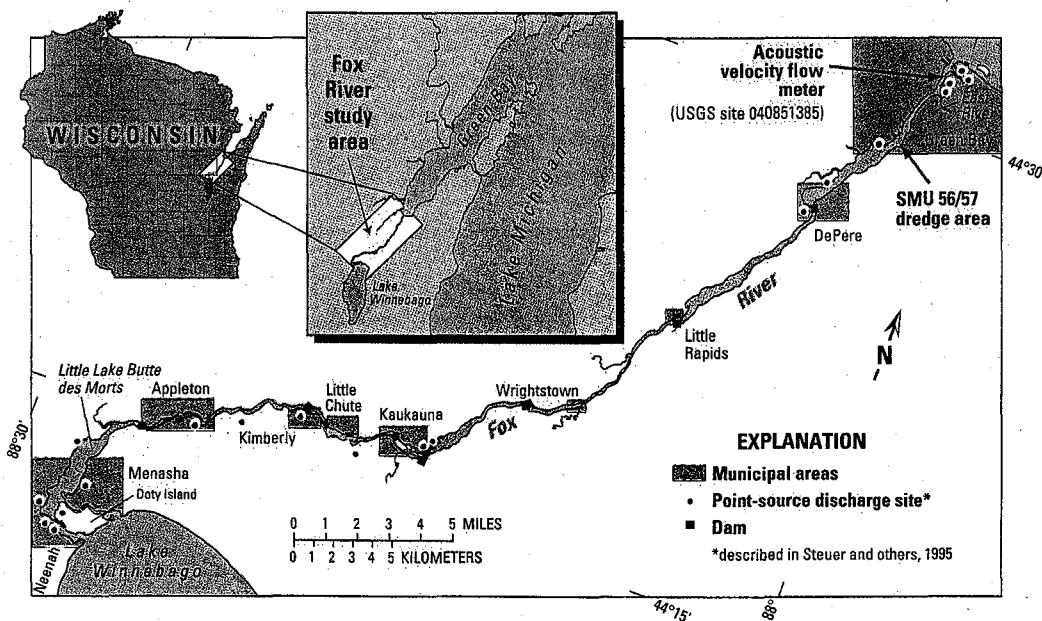 WISCONSIN
Fox
River
study
area
Green Bay
Lake Michigan
Lake
Winnebago
Acoustic
velocity flow
meter
(USGS site 040851385)
East
River
Green Bay
44°30'
SMU 56/57
dredge area
DePere
River
Little
Rapids
N
Little Lake Butte
des Morts
Appleton
Little
Chute
Kaukauna
Wrightstown
Fox
Kimberly
88°30'
Menasha
Doty Island
Neenah
Lake
Winnebago
0 1 2 3 4 5 MILES
0 1 2 3 4 5 KILOMETERS
EXPLANATION
Municipal areas
Point-source discharge site*
Dam
*described in Steuer and others, 1995
44°15'
88°